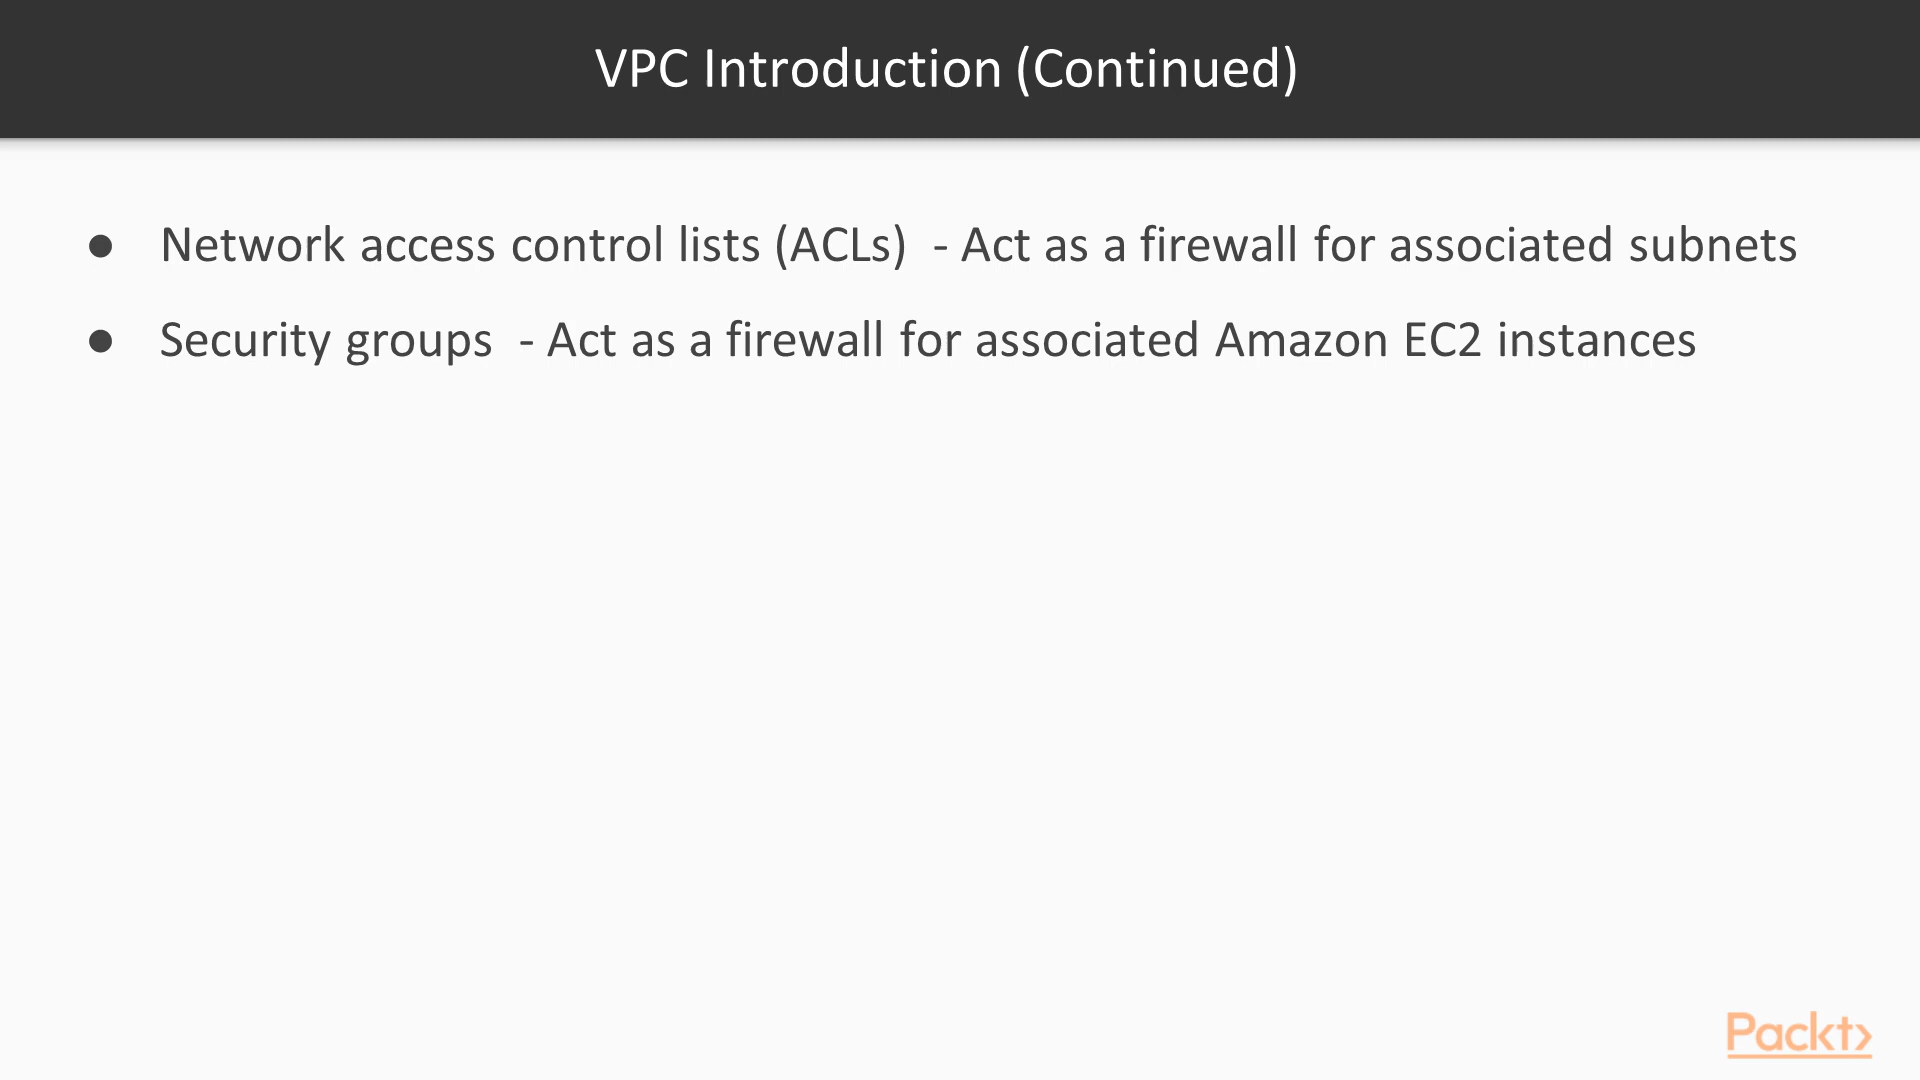 VPC Introduction (Continued)
● Network access control lists (ACLs)  - Act as a firewall for associated subnets
● Security groups  - Act as a firewall for associated Amazon EC2 instances
Packt>